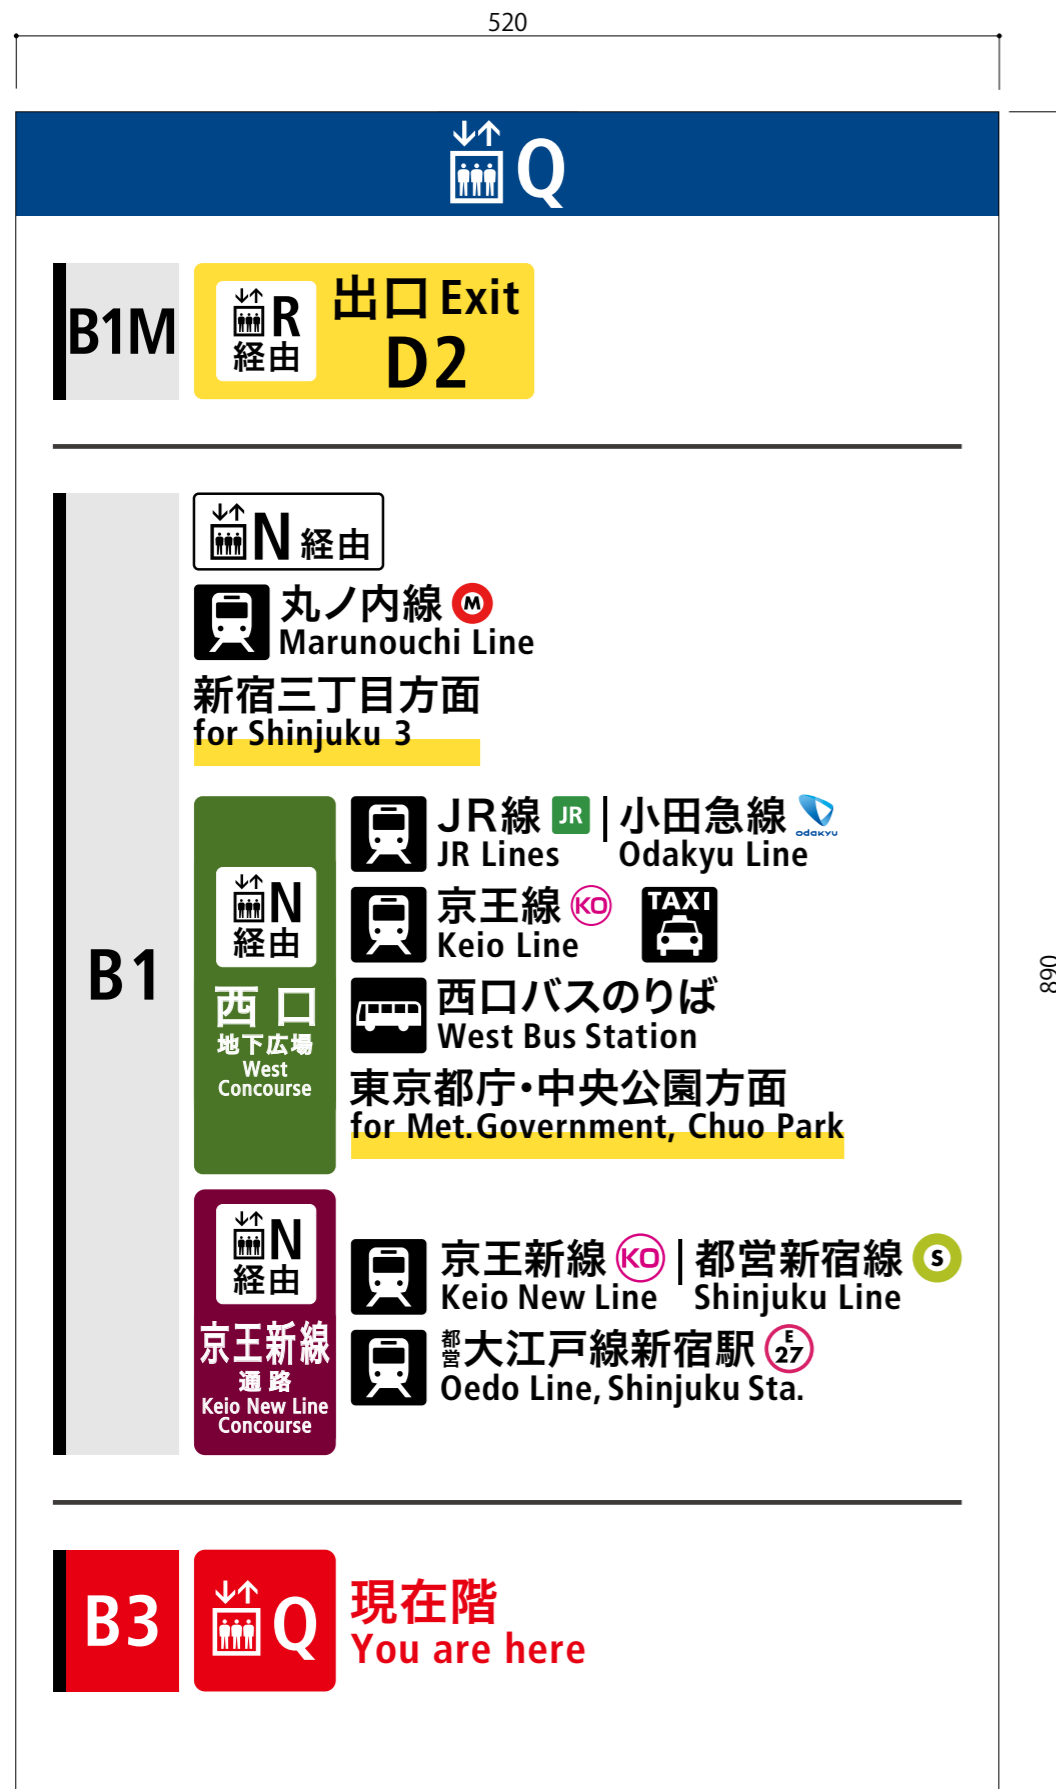 520
Q
B1M
R
経由
出口 Exit
D2
N 経由
丸ノ内線 M
Marunouchi Line
新宿三丁目方面
for Shinjuku 3
B1
N
経由
西口
地下広場
West
Concourse
JR線 JR | 小田急線 odakyu
JR Lines Odakyu Line
京王線 KO TAXI
Keio Line
西口バスのりば
West Bus Station
東京都庁・中央公園方面
for Met.Government, Chuo Park
N
経由
京王新線
通路
Keio New Line
Concourse
京王新線 KO | 都営新宿線 S
Keio New Line Shinjuku Line
都営大江戸線新宿駅 E 27
Oedo Line, Shinjuku Sta.
B3
Q
現在階
You are here
890